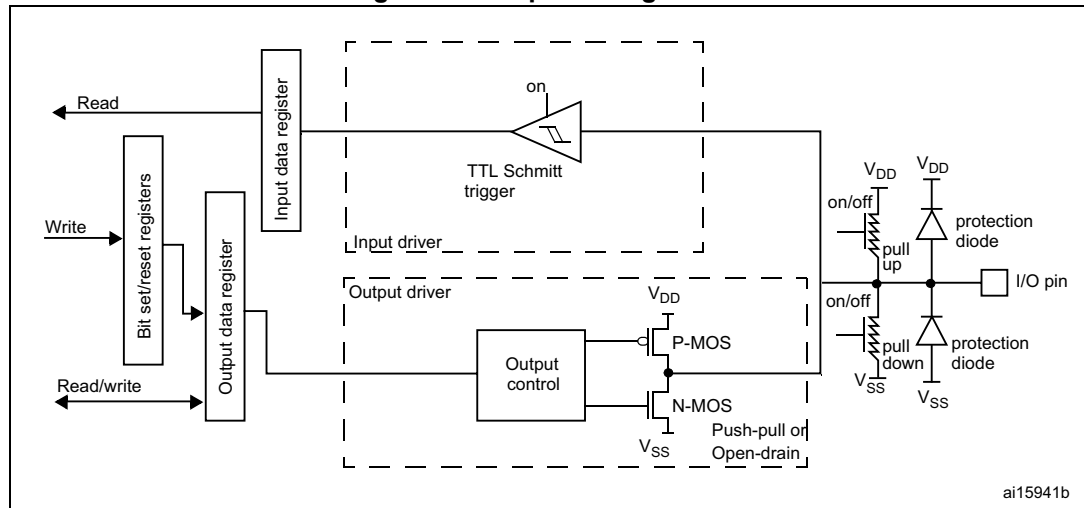 Read
Input data register
Bit set/reset registers
Write
Output data register
Read/write
on
TTL Schmitt
trigger
Input driver
Output driver
Output
control
V_DD
P-MOS
N-MOS
V_SS
Push-pull or
Open-drain
V_DD
on/off
pull
up
on/off
pull
down
V_SS
V_DD
protection
diode
I/O pin
protection
diode
V_SS
ai15941b